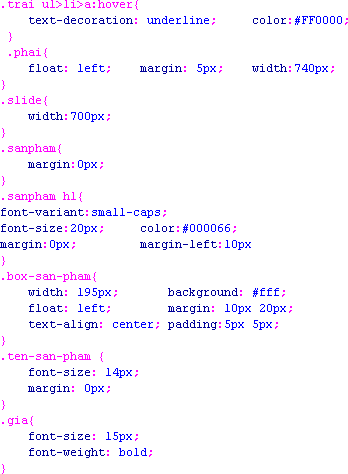 .trai ul>li>a:hover{
text-decoration: underline; color:#FF0000;
}
.phai{
float: left; margin: 5px; width:740px;
}
.slide{
width:700px;
}
.sanpham{
margin:0px;
}
.sanpham h1{
font-variant:small-caps;
font-size:20px; color:#000066;
margin:0px; margin-left:10px
}
.box-san-pham{
width: 195px; background: #fff;
float: left; margin: 10px 20px;
text-align: center; padding:5px 5px;
}
.ten-san-pham {
font-size: 14px;
margin: 0px;
}
.gia{
font-size: 15px;
font-weight: bold;
}